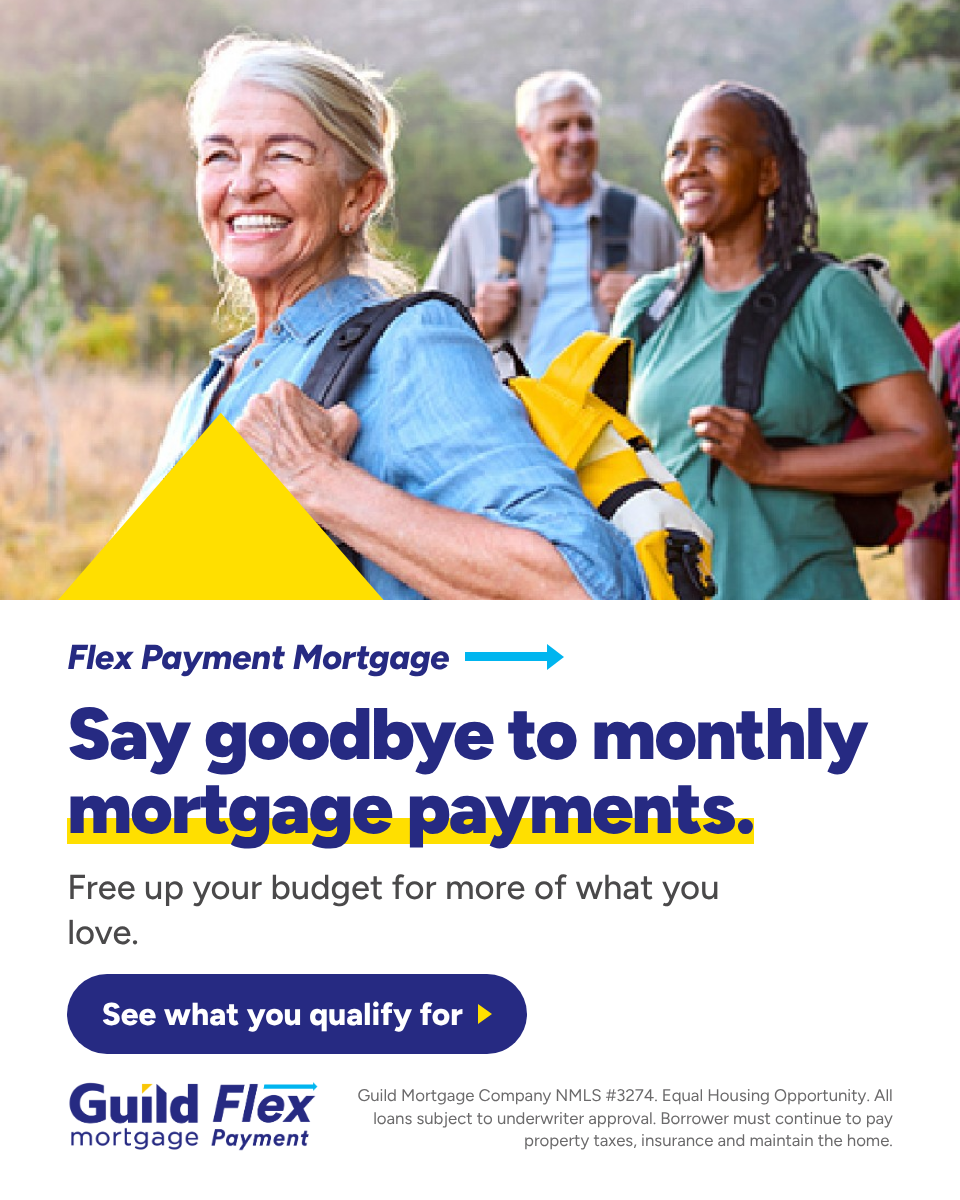 Flex Payment Mortgage
Say goodbye to monthly
mortgage payments.
Free up your budget for more of what you
love.
See what you qualify for
Guild Flex
mortgage Payment
Guild Mortgage Company NMLS #3274. Equal Housing Opportunity. All
loans subject to underwriter approval. Borrower must continue to pay
property taxes, insurance and maintain the home.